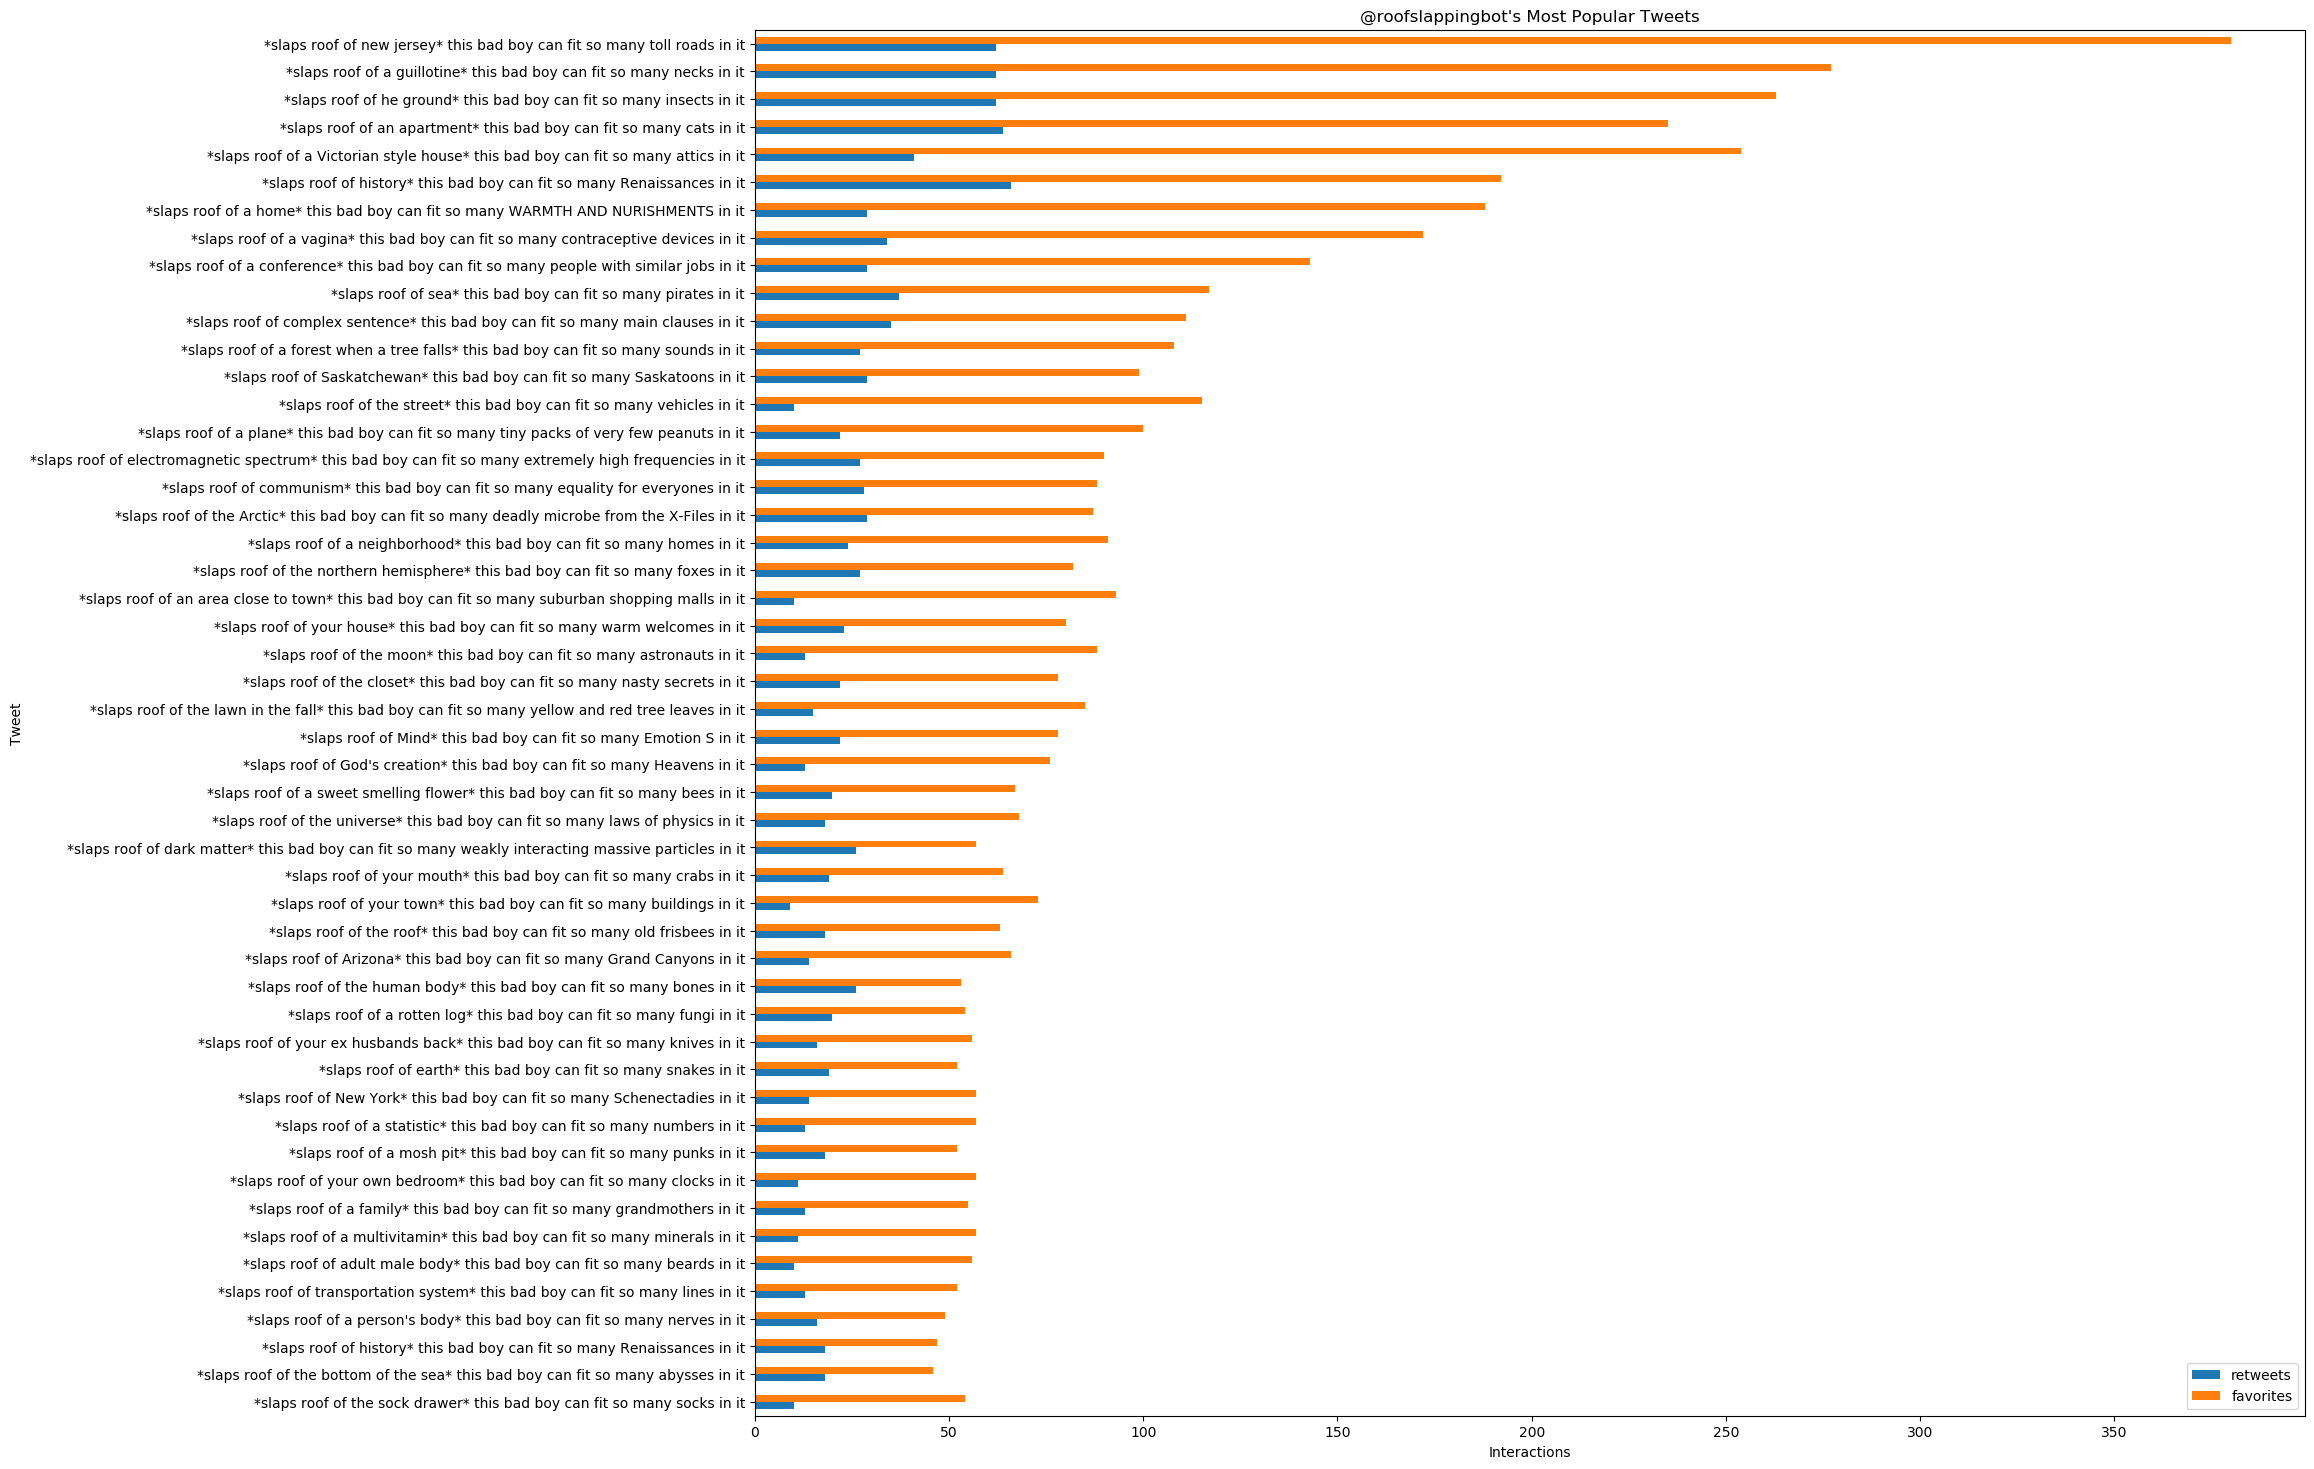 @roofslappingbot's Most Popular Tweets
*slaps roof of new jersey* this bad boy can fit so many toll roads in it
*slaps roof of a guillotine* this bad boy can fit so many necks in it
*slaps roof of he ground* this bad boy can fit so many insects in it
*slaps roof of an apartment* this bad boy can fit so many cats in it
*slaps roof of a Victorian style house* this bad boy can fit so many attics in it
*slaps roof of history* this bad boy can fit so many Renaissances in it
*slaps roof of a home* this bad boy can fit so many WARMTH AND NURISHMENTS in it
*slaps roof of a vagina* this bad boy can fit so many contraceptive devices in it
*slaps roof of a conference* this bad boy can fit so many people with similar jobs in it
*slaps roof of sea* this bad boy can fit so many pirates in it
*slaps roof of complex sentence* this bad boy can fit so many main clauses in it
*slaps roof of a forest when a tree falls* this bad boy can fit so many sounds in it
*slaps roof of Saskatchewan* this bad boy can fit so many Saskatoons in it
*slaps roof of the street* this bad boy can fit so many vehicles in it
*slaps roof of a plane* this bad boy can fit so many tiny packs of very few peanuts in it
*slaps roof of electromagnetic spectrum* this bad boy can fit so many extremely high frequencies in it
*slaps roof of communism* this bad boy can fit so many equality for everyones in it
*slaps roof of the Arctic* this bad boy can fit so many deadly microbe from the X-Files in it
*slaps roof of a neighborhood* this bad boy can fit so many homes in it
*slaps roof of the northern hemisphere* this bad boy can fit so many foxes in it
*slaps roof of an area close to town* this bad boy can fit so many suburban shopping malls in it
*slaps roof of your house* this bad boy can fit so many warm welcomes in it
*slaps roof of the moon* this bad boy can fit so many astronauts in it
*slaps roof of the closet* this bad boy can fit so many nasty secrets in it
*slaps roof of the lawn in the fall* this bad boy can fit so many yellow and red tree leaves in it
*slaps roof of Mind* this bad boy can fit so many Emotion S in it
*slaps roof of God's creation* this bad boy can fit so many Heavens in it
*slaps roof of a sweet smelling flower* this bad boy can fit so many bees in it
*slaps roof of the universe* this bad boy can fit so many laws of physics in it
*slaps roof of dark matter* this bad boy can fit so many weakly interacting massive particles in it
*slaps roof of your mouth* this bad boy can fit so many crabs in it
*slaps roof of your town* this bad boy can fit so many buildings in it
*slaps roof of the roof* this bad boy can fit so many old frisbees in it
*slaps roof of Arizona* this bad boy can fit so many Grand Canyons in it
*slaps roof of the human body* this bad boy can fit so many bones in it
*slaps roof of a rotten log* this bad boy can fit so many fungi in it
*slaps roof of your ex husbands back* this bad boy can fit so many knives in it
*slaps roof of earth* this bad boy can fit so many snakes in it
*slaps roof of New York* this bad boy can fit so many Schenectadies in it
*slaps roof of a statistic* this bad boy can fit so many numbers in it
*slaps roof of a mosh pit* this bad boy can fit so many punks in it
*slaps roof of your own bedroom* this bad boy can fit so many clocks in it
*slaps roof of a family* this bad boy can fit so many grandmothers in it
*slaps roof of a multivitamin* this bad boy can fit so many minerals in it
*slaps roof of adult male body* this bad boy can fit so many beards in it
*slaps roof of transportation system* this bad boy can fit so many lines in it
*slaps roof of a person's body* this bad boy can fit so many nerves in it
*slaps roof of history* this bad boy can fit so many Renaissances in it
*slaps roof of the bottom of the sea* this bad boy can fit so many abysses in it
*slaps roof of the sock drawer* this bad boy can fit so many socks in it
Tweet
retweets
favorites
0 50 100 150 200 250 300 350
Interactions